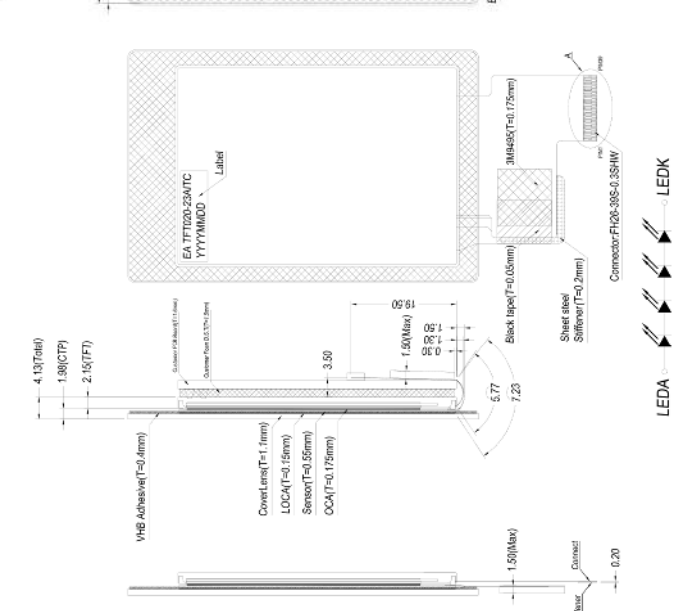 A
EA TFT020-23A/TC
YYYYMMDD
Label
3M9495(T=0.175mm)
Black tape(T=0.05mm)
Sheet steel
Stiffener(T=0.2mm)
Connector:FH26-39S-0.3SHW
LEDA
LEDK
4.13(Total)
1.98(CTP)
2.15(TFT)
3.50
19.50
1.50(Max)
1.50
1.30
0.30
5.77
7.23
VHB Adhesive(T=0.4mm)
CoverLens(T=1.1mm)
LOCA(T=0.15mm)
Sensor(T=0.55mm)
OCA(T=0.175mm)
1.50(Max)
Connect
0.20